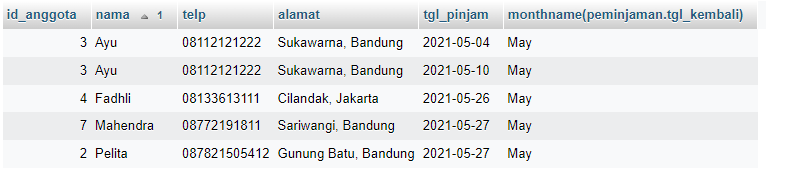 id_anggota nama 1 telp alamat tgl_pinjam monthname(peminjaman.tgl_kembali)
3 Ayu 08112121222 Sukawarna, Bandung 2021-05-04 May
3 Ayu 08112121222 Sukawarna, Bandung 2021-05-10 May
4 Fadhli 08133613111 Cilandak, Jakarta 2021-05-26 May
7 Mahendra 08772191811 Sariwangi, Bandung 2021-05-27 May
2 Pelita 087821505412 Gunung Batu, Bandung 2021-05-27 May